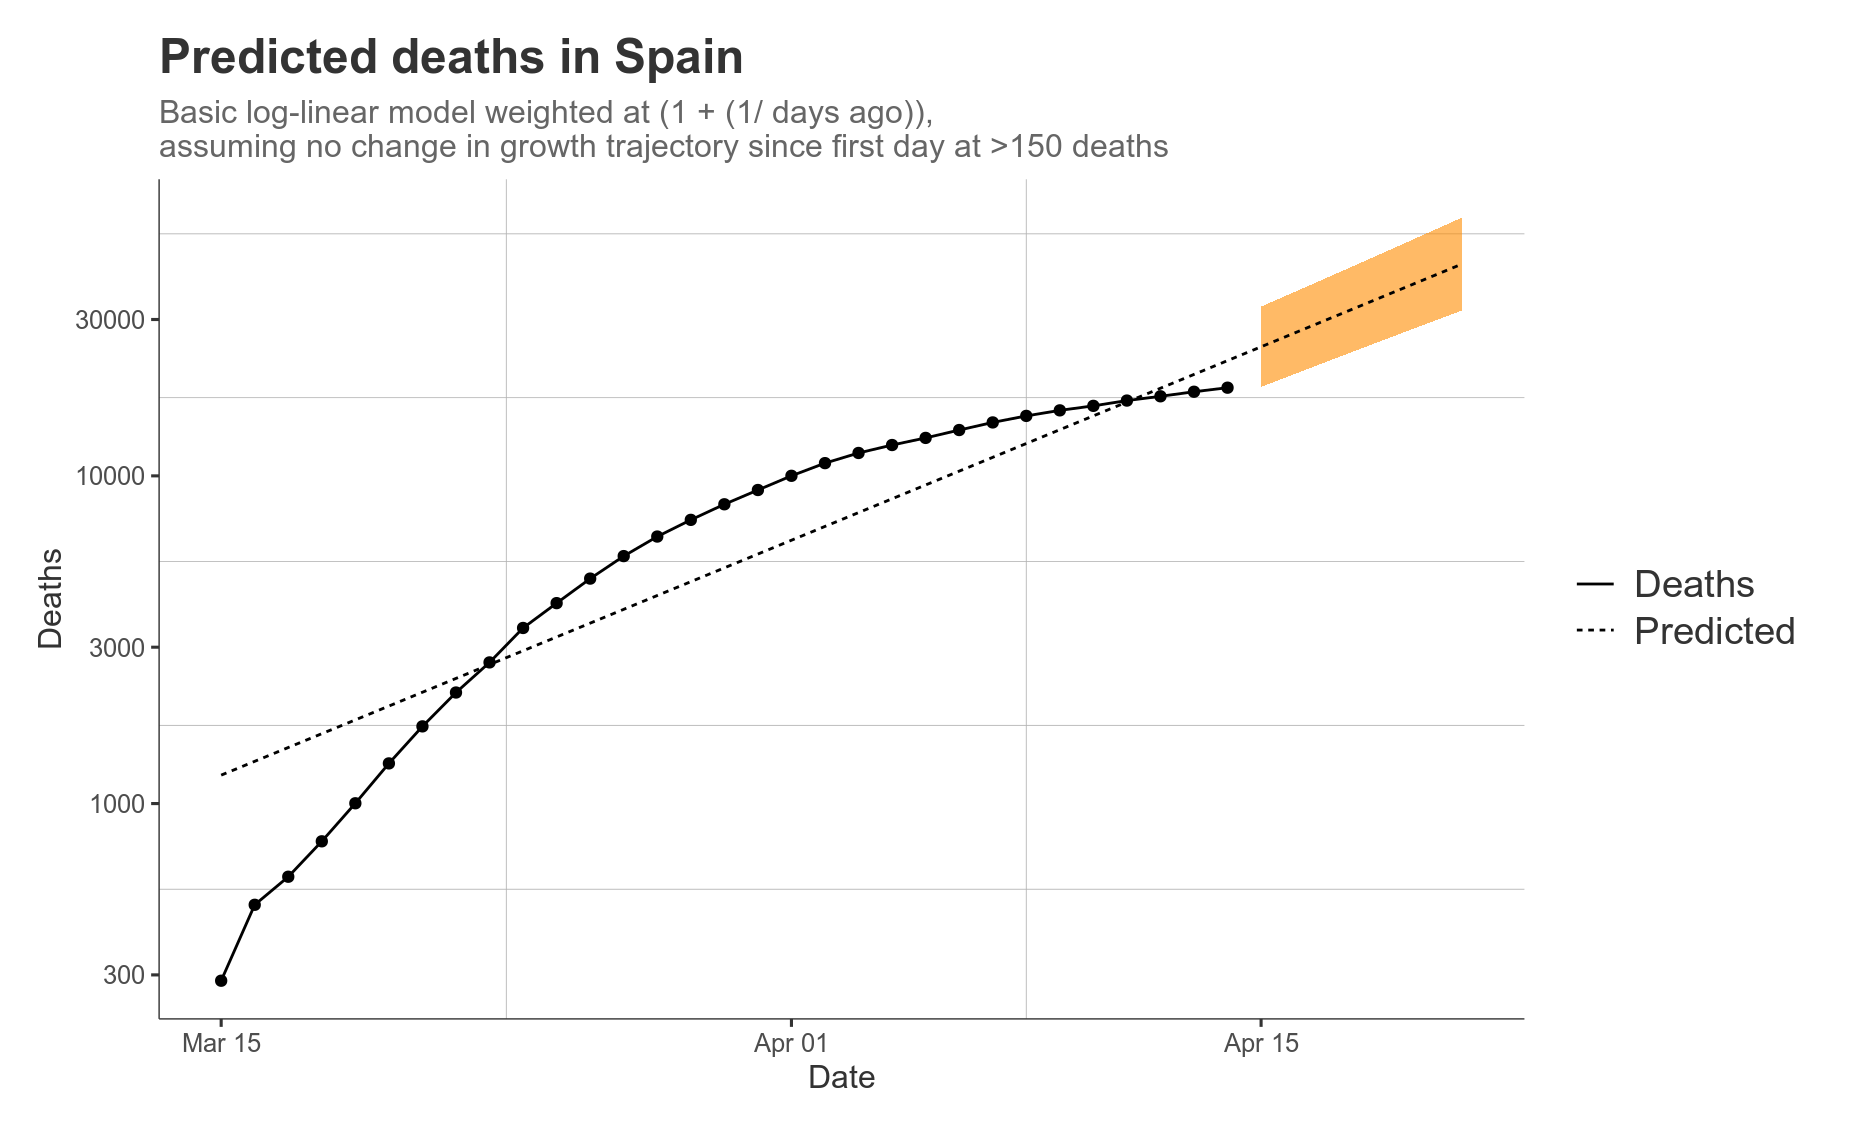 Predicted deaths in Spain
Basic log-linear model weighted at (1 + (1/ days ago)),
assuming no change in growth trajectory since first day at >150 deaths
30000
10000
3000
1000
300
Deaths
Mar 15
Apr 01
Apr 15
Date
Deaths
Predicted